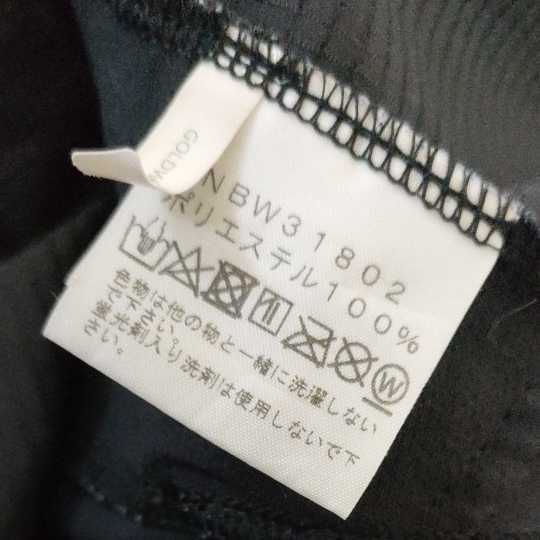 GOLDW
NBW31802
ポリエステル100%
W
色物は他の物と一緒に洗濯しない
で下さい。
蛍光剤入り洗剤は使用しないで下
さい。